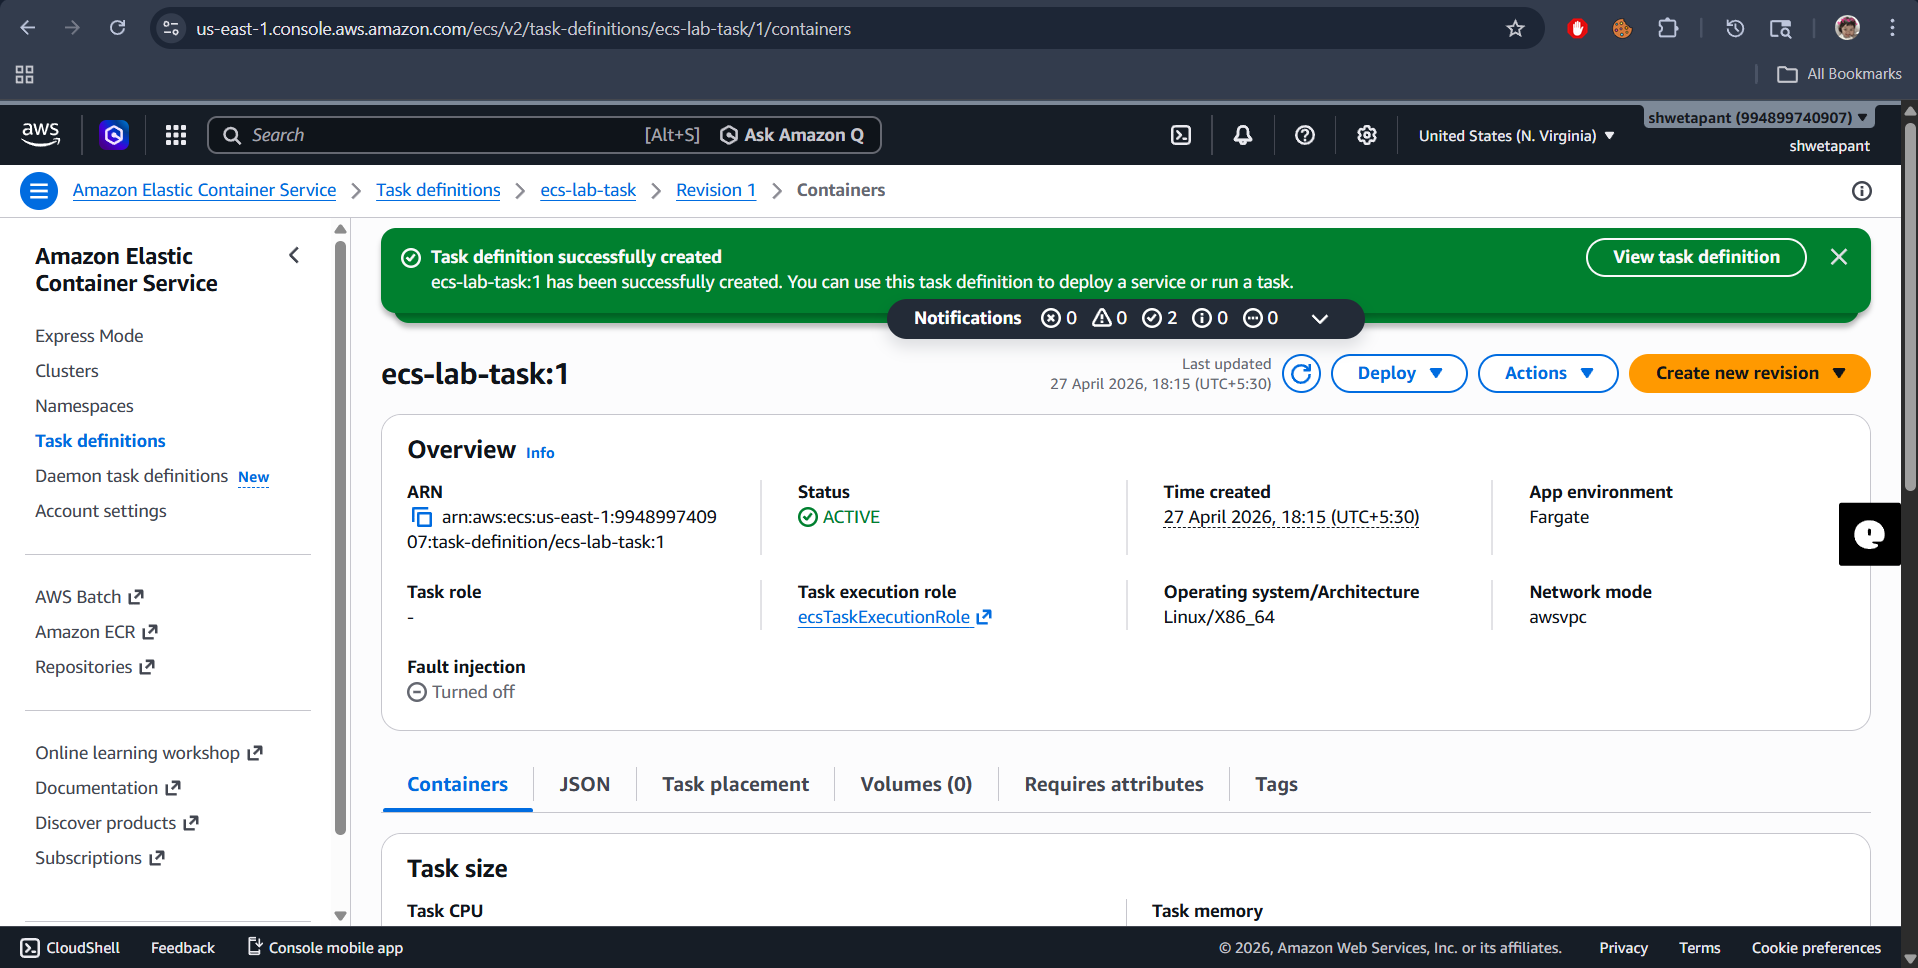 us-east-1.console.aws.amazon.com/ecs/v2/task-definitions/ecs-lab-task/1/containers
All Bookmarks
aws
Search [Alt+S] Ask Amazon Q
United States (N. Virginia)
shwetapant (994899740907)
shwetapant
Amazon Elastic Container Service
Task definitions
ecs-lab-task
Revision 1
Containers
Amazon Elastic
Container Service
Express Mode
Clusters
Namespaces
Task definitions
Daemon task definitions New
Account settings
AWS Batch
Amazon ECR
Repositories
Online learning workshop
Documentation
Discover products
Subscriptions
Task definition successfully created
ecs-lab-task:1 has been successfully created. You can use this task definition to deploy a service or run a task.
View task definition
Notifications 0 0 2 0 0
ecs-lab-task:1
Last updated
27 April 2026, 18:15 (UTC+5:30)
Deploy
Actions
Create new revision
Overview Info
ARN
arn:aws:ecs:us-east-1:9948997409
07:task-definition/ecs-lab-task:1
Status
ACTIVE
Time created
27 April 2026, 18:15 (UTC+5:30)
App environment
Fargate
Task role
-
Task execution role
ecsTaskExecutionRole
Operating system/Architecture
Linux/X86_64
Network mode
awsvpc
Fault injection
Turned off
Containers
JSON
Task placement
Volumes (0)
Requires attributes
Tags
Task size
Task CPU
Task memory
CloudShell
Feedback
Console mobile app
© 2026, Amazon Web Services, Inc. or its affiliates.
Privacy
Terms
Cookie preferences